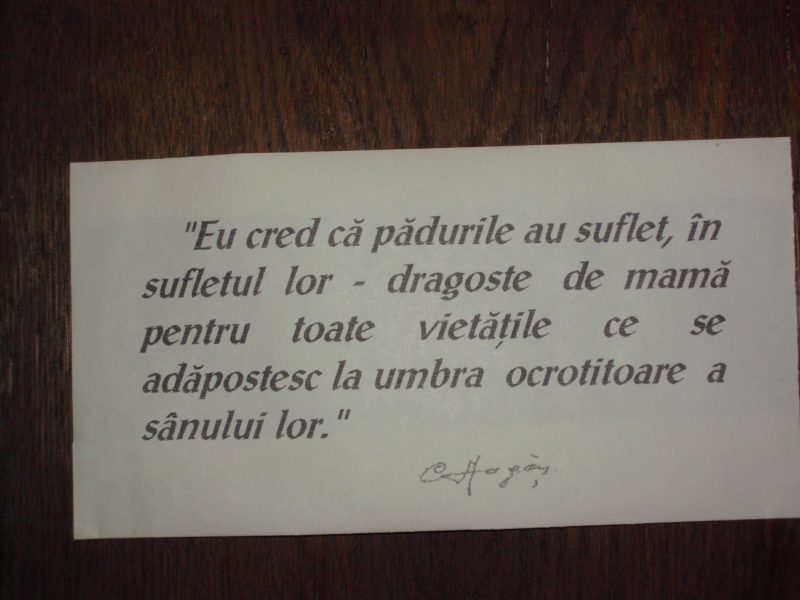 "Eu cred că pădurile au suflet, în
sufletul lor - dragoste de mamă
pentru toate vietățile ce se
adăpostesc la umbra ocrotitoare a
sânului lor."
C Hogaș